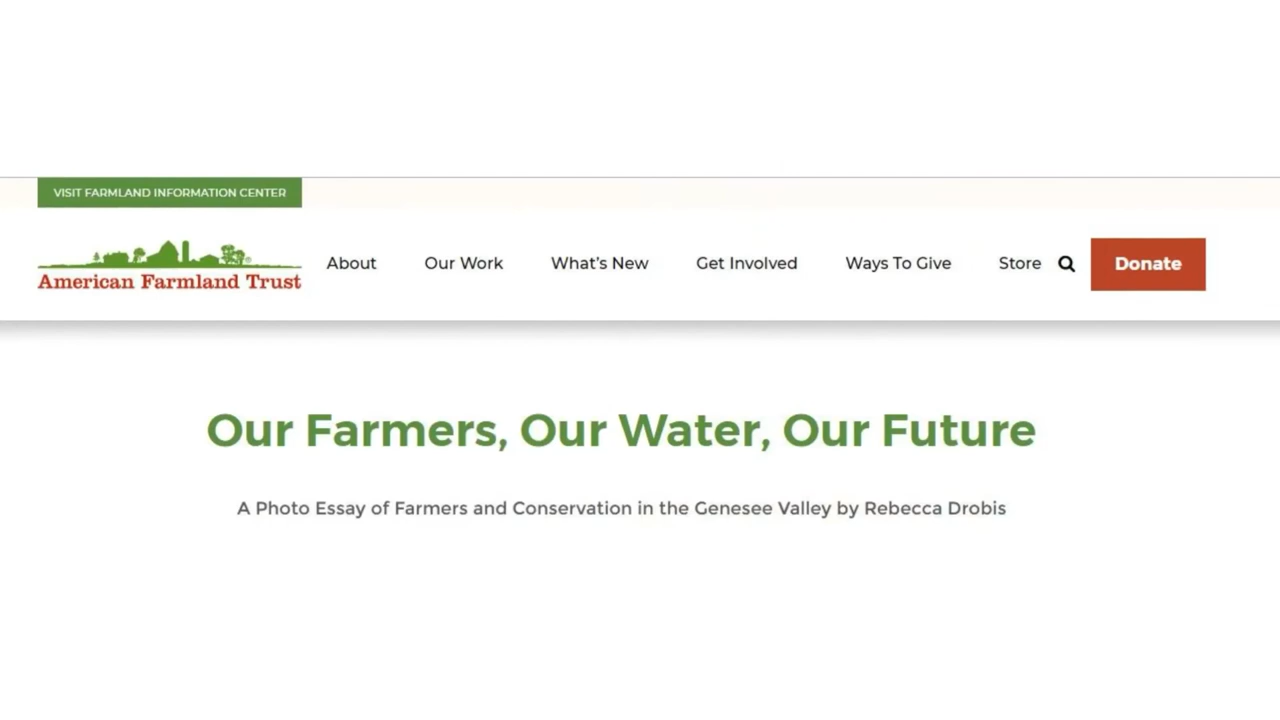 VISIT FARMLAND INFORMATION CENTER
American Farmland Trust
About Our Work What's New Get Involved Ways To Give Store Donate
Our Farmers, Our Water, Our Future
A Photo Essay of Farmers and Conservation in the Genesee Valley by Rebecca Drobis